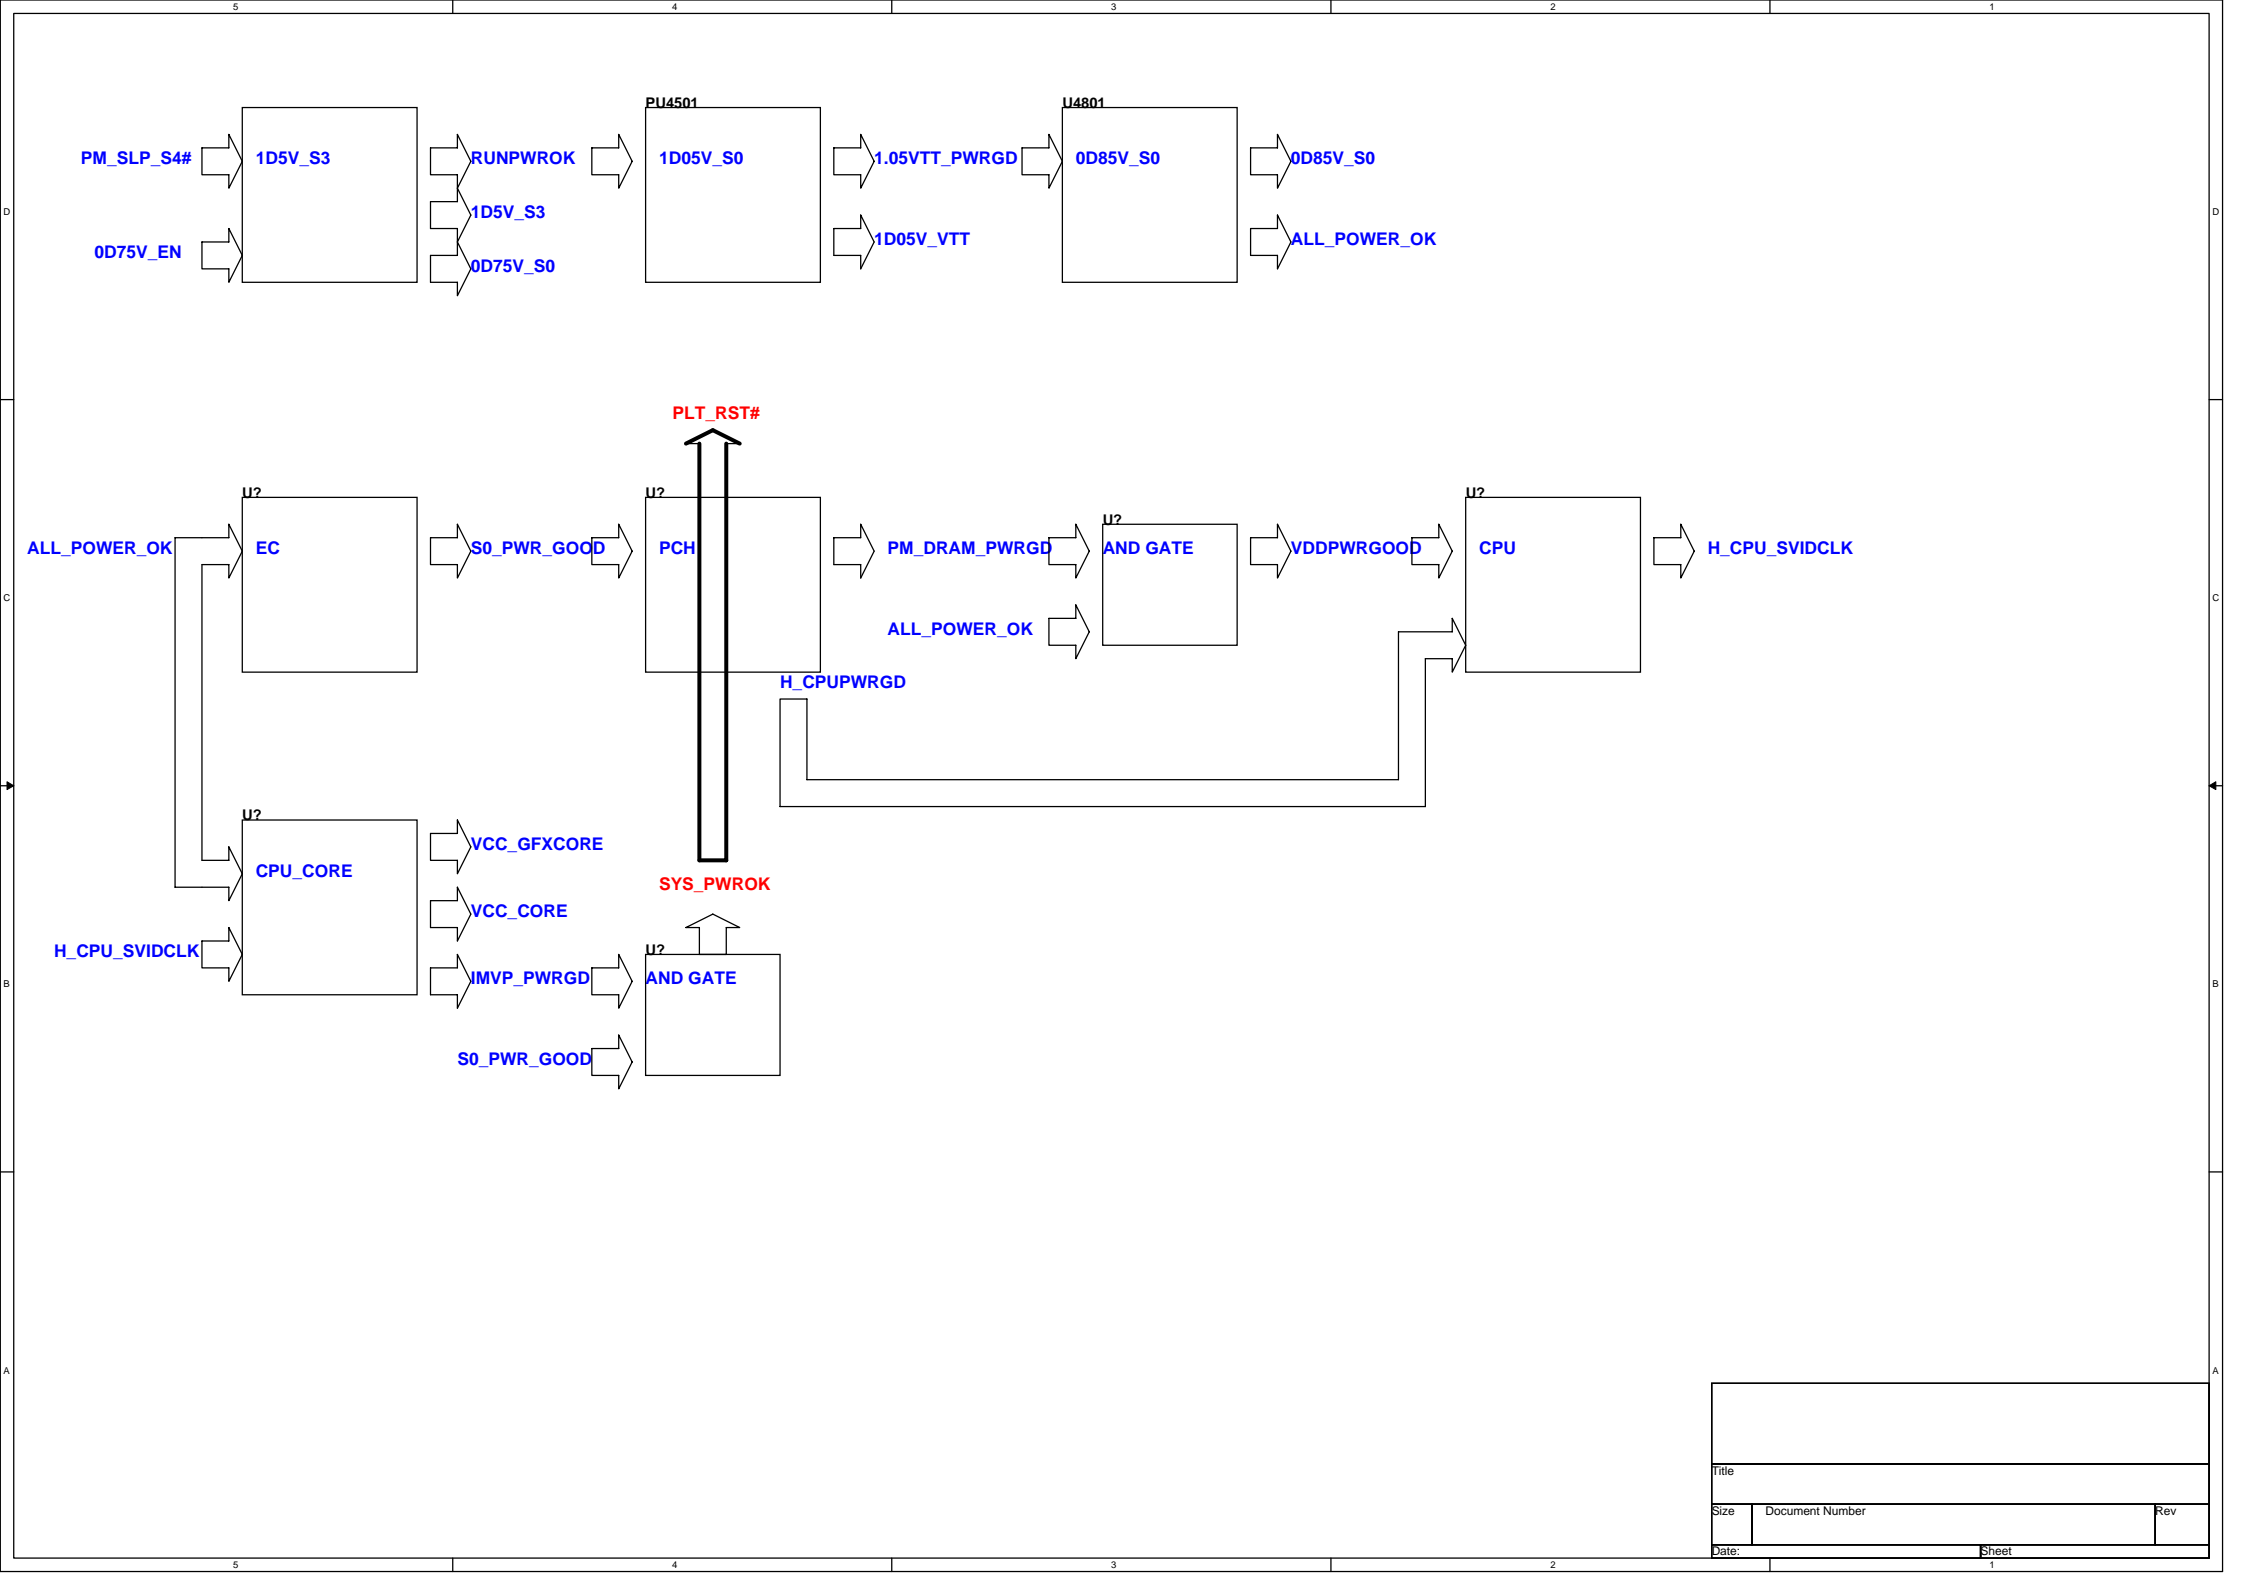 5 4 3 2 1
PU4501 U4801
PM_SLP_S4# 1D5V_S3 RUNPWROK 1D05V_S0 1.05VTT_PWRGD 0D85V_S0 0D85V_S0
D 1D5V_S3 D
0D75V_EN 0D75V_S0 1D05V_VTT ALL_POWER_OK
PLT_RST#
U? U? U? U?
ALL_POWER_OK EC S0_PWR_GOOD PCH PM_DRAM_PWRGD AND GATE VDDPWRGOOD CPU H_CPU_SVIDCLK
C C
ALL_POWER_OK
H_CPUPWRGD
U?
CPU_CORE VCC_GFXCORE
SYS_PWROK
VCC_CORE
H_CPU_SVIDCLK U?
B IMVP_PWRGD AND GATE B
S0_PWR_GOOD
A A
Title
Size Document Number Rev
Date: Sheet
5 4 3 2 1